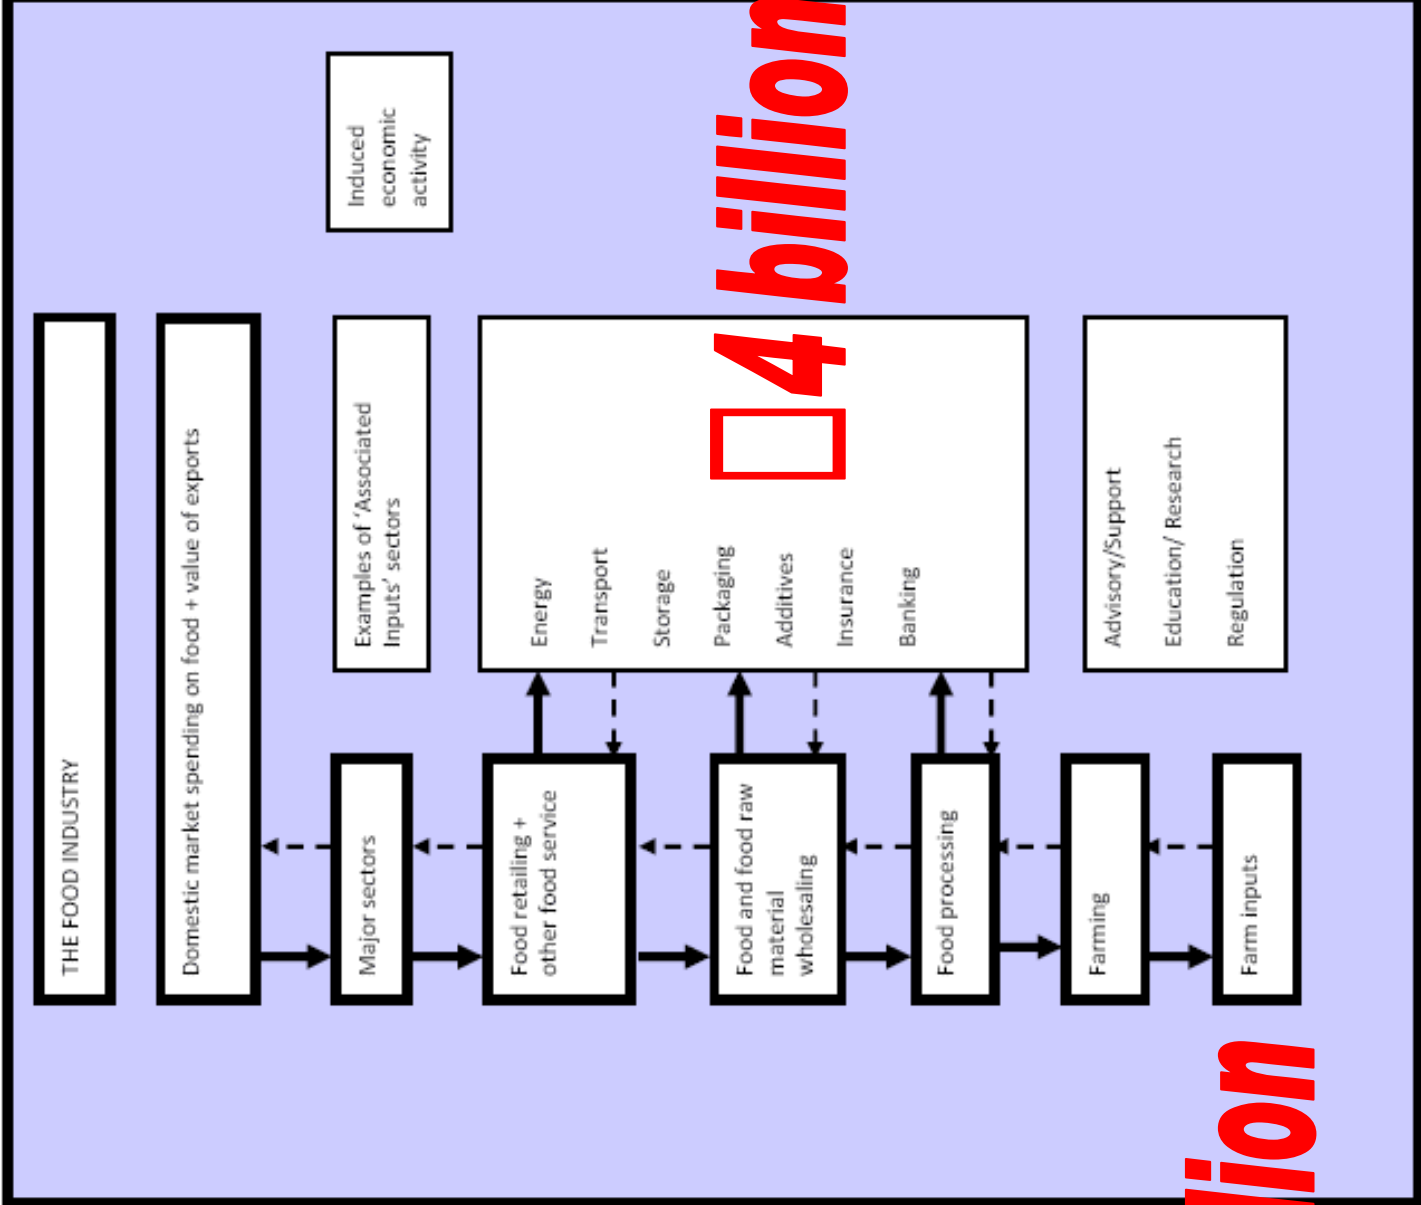 THE FOOD INDUSTRY
Domestic market spending on food + value of exports
Major sectors
Examples of ‘Associated
Inputs’ sectors
Induced
economic
activity
Food retailing +
other food service
Energy
Transport
Storage
Packaging
Additives
Insurance
Banking
4 billion
Food and food raw
material
wholesaling
Food processing
Farming
Farm inputs
Advisory/Support
Education/ Research
Regulation